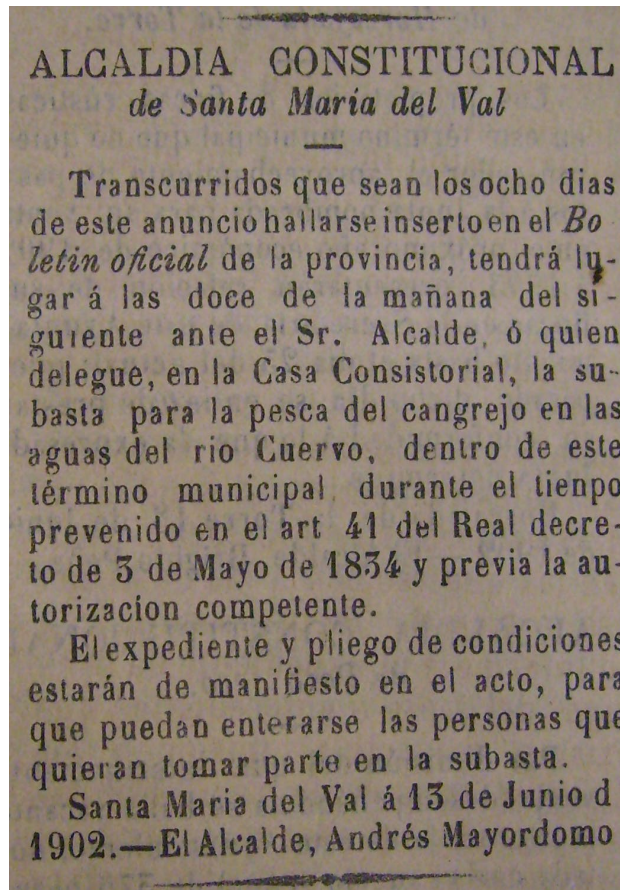 ALCALDIA CONSTITUCIONAL
de Santa María del Val
Transcurridos que sean los ocho dias
de este anuncio hallarse inserto en el Bo
letin oficial de la provincia, tendrá lu-
gar á las doce de la mañana del si-
guiente ante el Sr. Alcalde, ó quien
delegue, en la Casa Consistorial, la su-
basta para la pesca del cangrejo en las
aguas del rio Cuervo, dentro de este
término municipal durante el tienpo
prevenido en el art 41 del Real decre-
to de 3 de Mayo de 1834 y previa la au-
torizacion competente.
El expediente y pliego de condiciones
estarán de manifiesto en el acto, para
que puedan enterarse las personas que
quieran tomar parte en la subasta.
Santa Maria del Val á 13 de Junio d
1902.—El Alcalde, Andrés Mayordomo